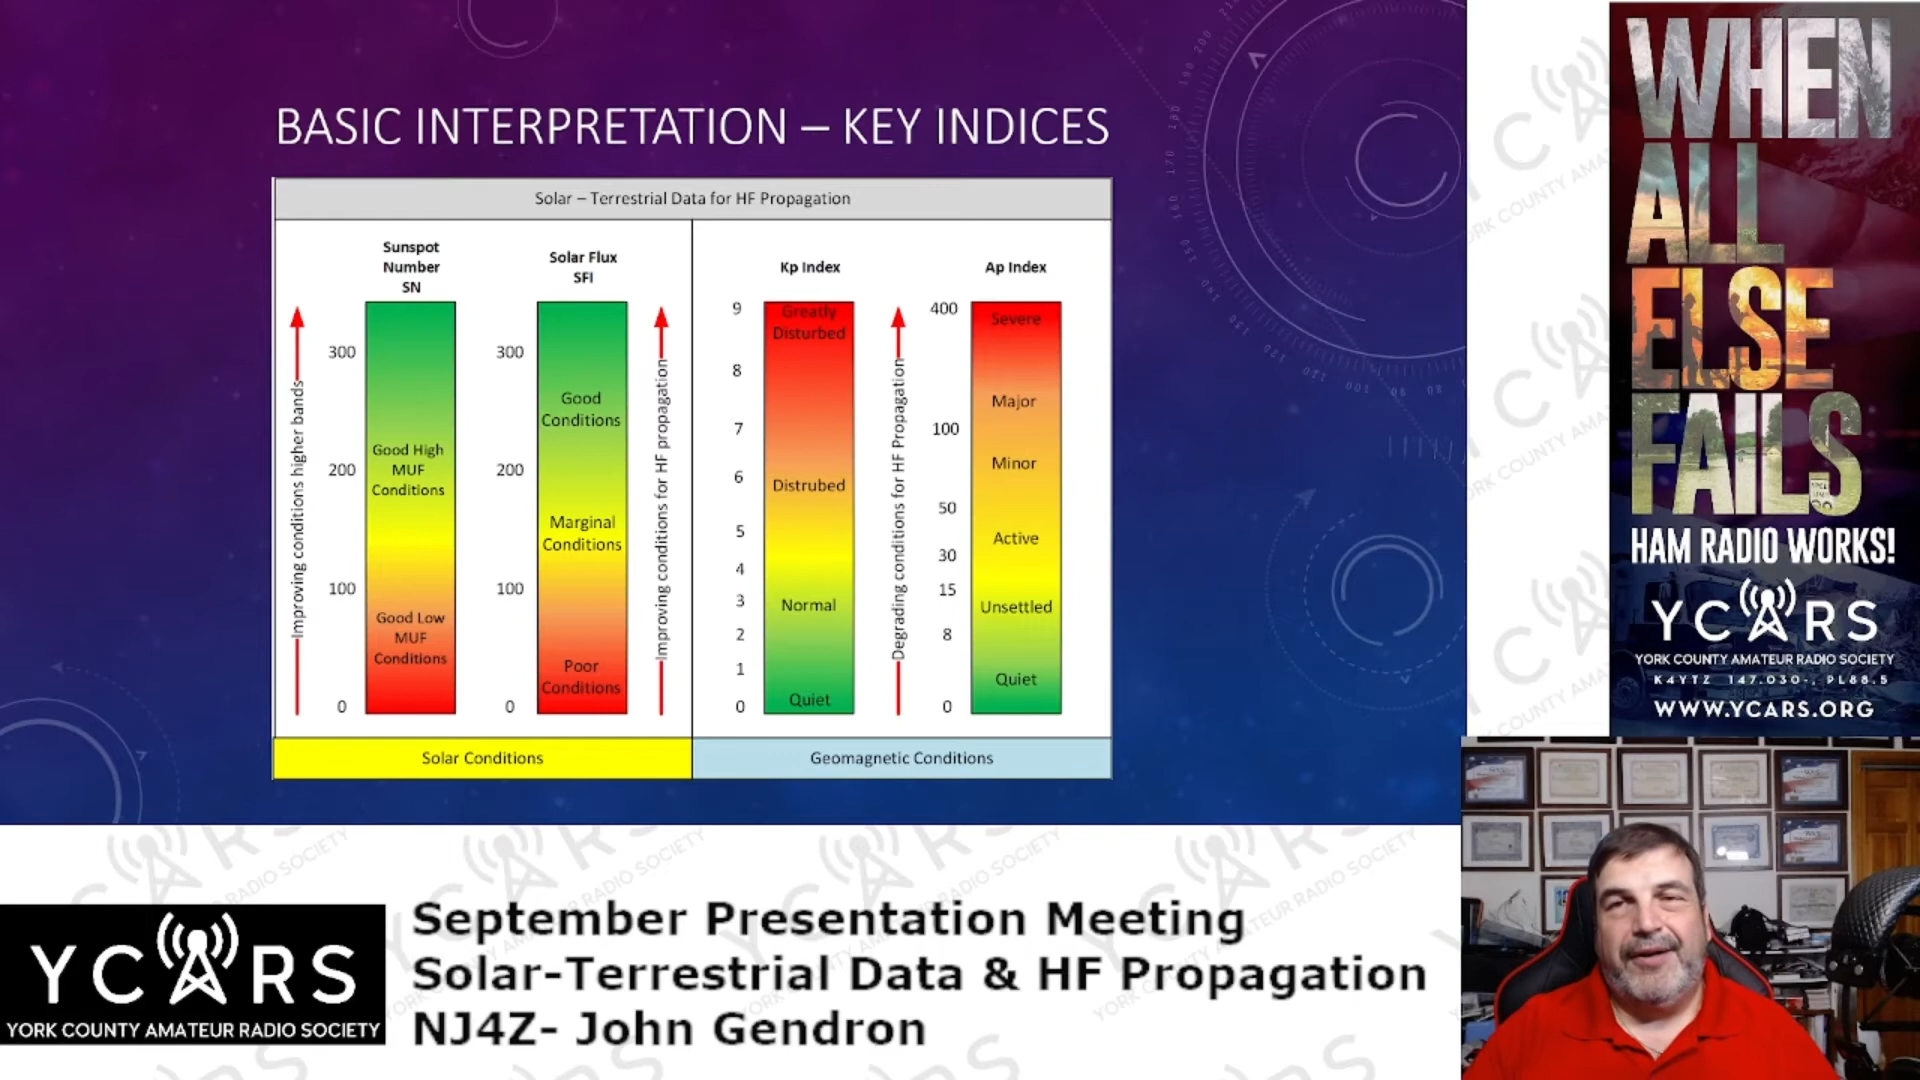 BASIC INTERPRETATION – KEY INDICES
Solar – Terrestrial Data for HF Propagation
Sunspot
Number
SN
Solar Flux
SFI
Kp Index
Ap Index
Improving conditions higher bands
300
200
100
0
Good High
MUF
Conditions
Good Low
MUF
Conditions
300
200
100
0
Good
Conditions
Marginal
Conditions
Poor
Conditions
Improving conditions for HF propagation
9
8
7
6
5
4
3
2
1
0
Greatly
Disturbed
Distrubed
Normal
Quiet
Degrading conditions for HF Propagation
400
100
50
30
15
8
0
Severe
Major
Minor
Active
Unsettled
Quiet
Solar Conditions
Geomagnetic Conditions
WHEN
ALL
ELSE
FAILS
HAM RADIO WORKS!
YCARS
YORK COUNTY AMATEUR RADIO SOCIETY
K4YTZ 147.030-, PL88.5
WWW.YCARS.ORG
YCARS
YORK COUNTY AMATEUR RADIO SOCIETY
September Presentation Meeting
Solar-Terrestrial Data & HF Propagation
NJ4Z- John Gendron